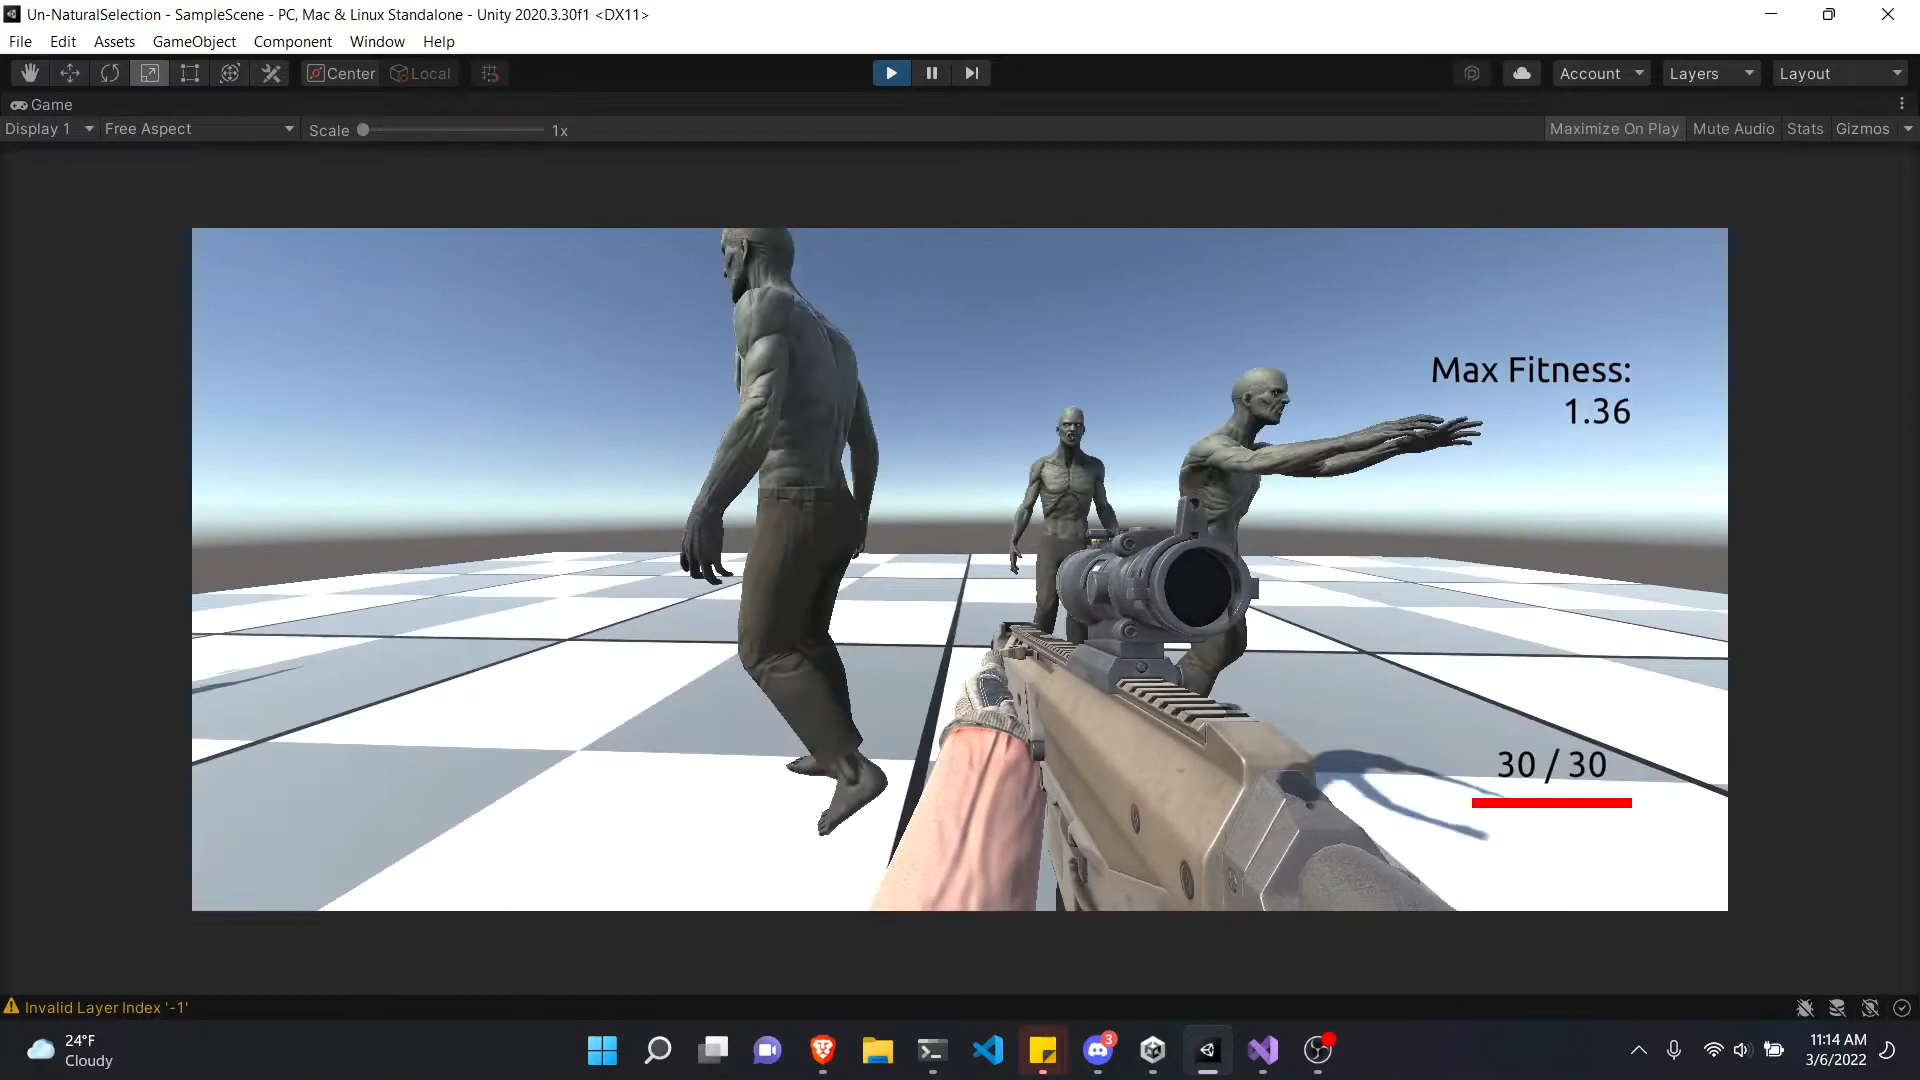 Un-NaturalSelection - SampleScene - PC, Mac & Linux Standalone - Unity 2020.3.30f1 <DX11>
File Edit Assets GameObject Component Window Help
Center Local Account Layers Layout
Game
Display 1 Free Aspect Scale 1x Maximize On Play Mute Audio Stats Gizmos
Max Fitness:
1.36
30 / 30
Invalid Layer Index '-1'
24°F
Cloudy
3
11:14 AM
3/6/2022